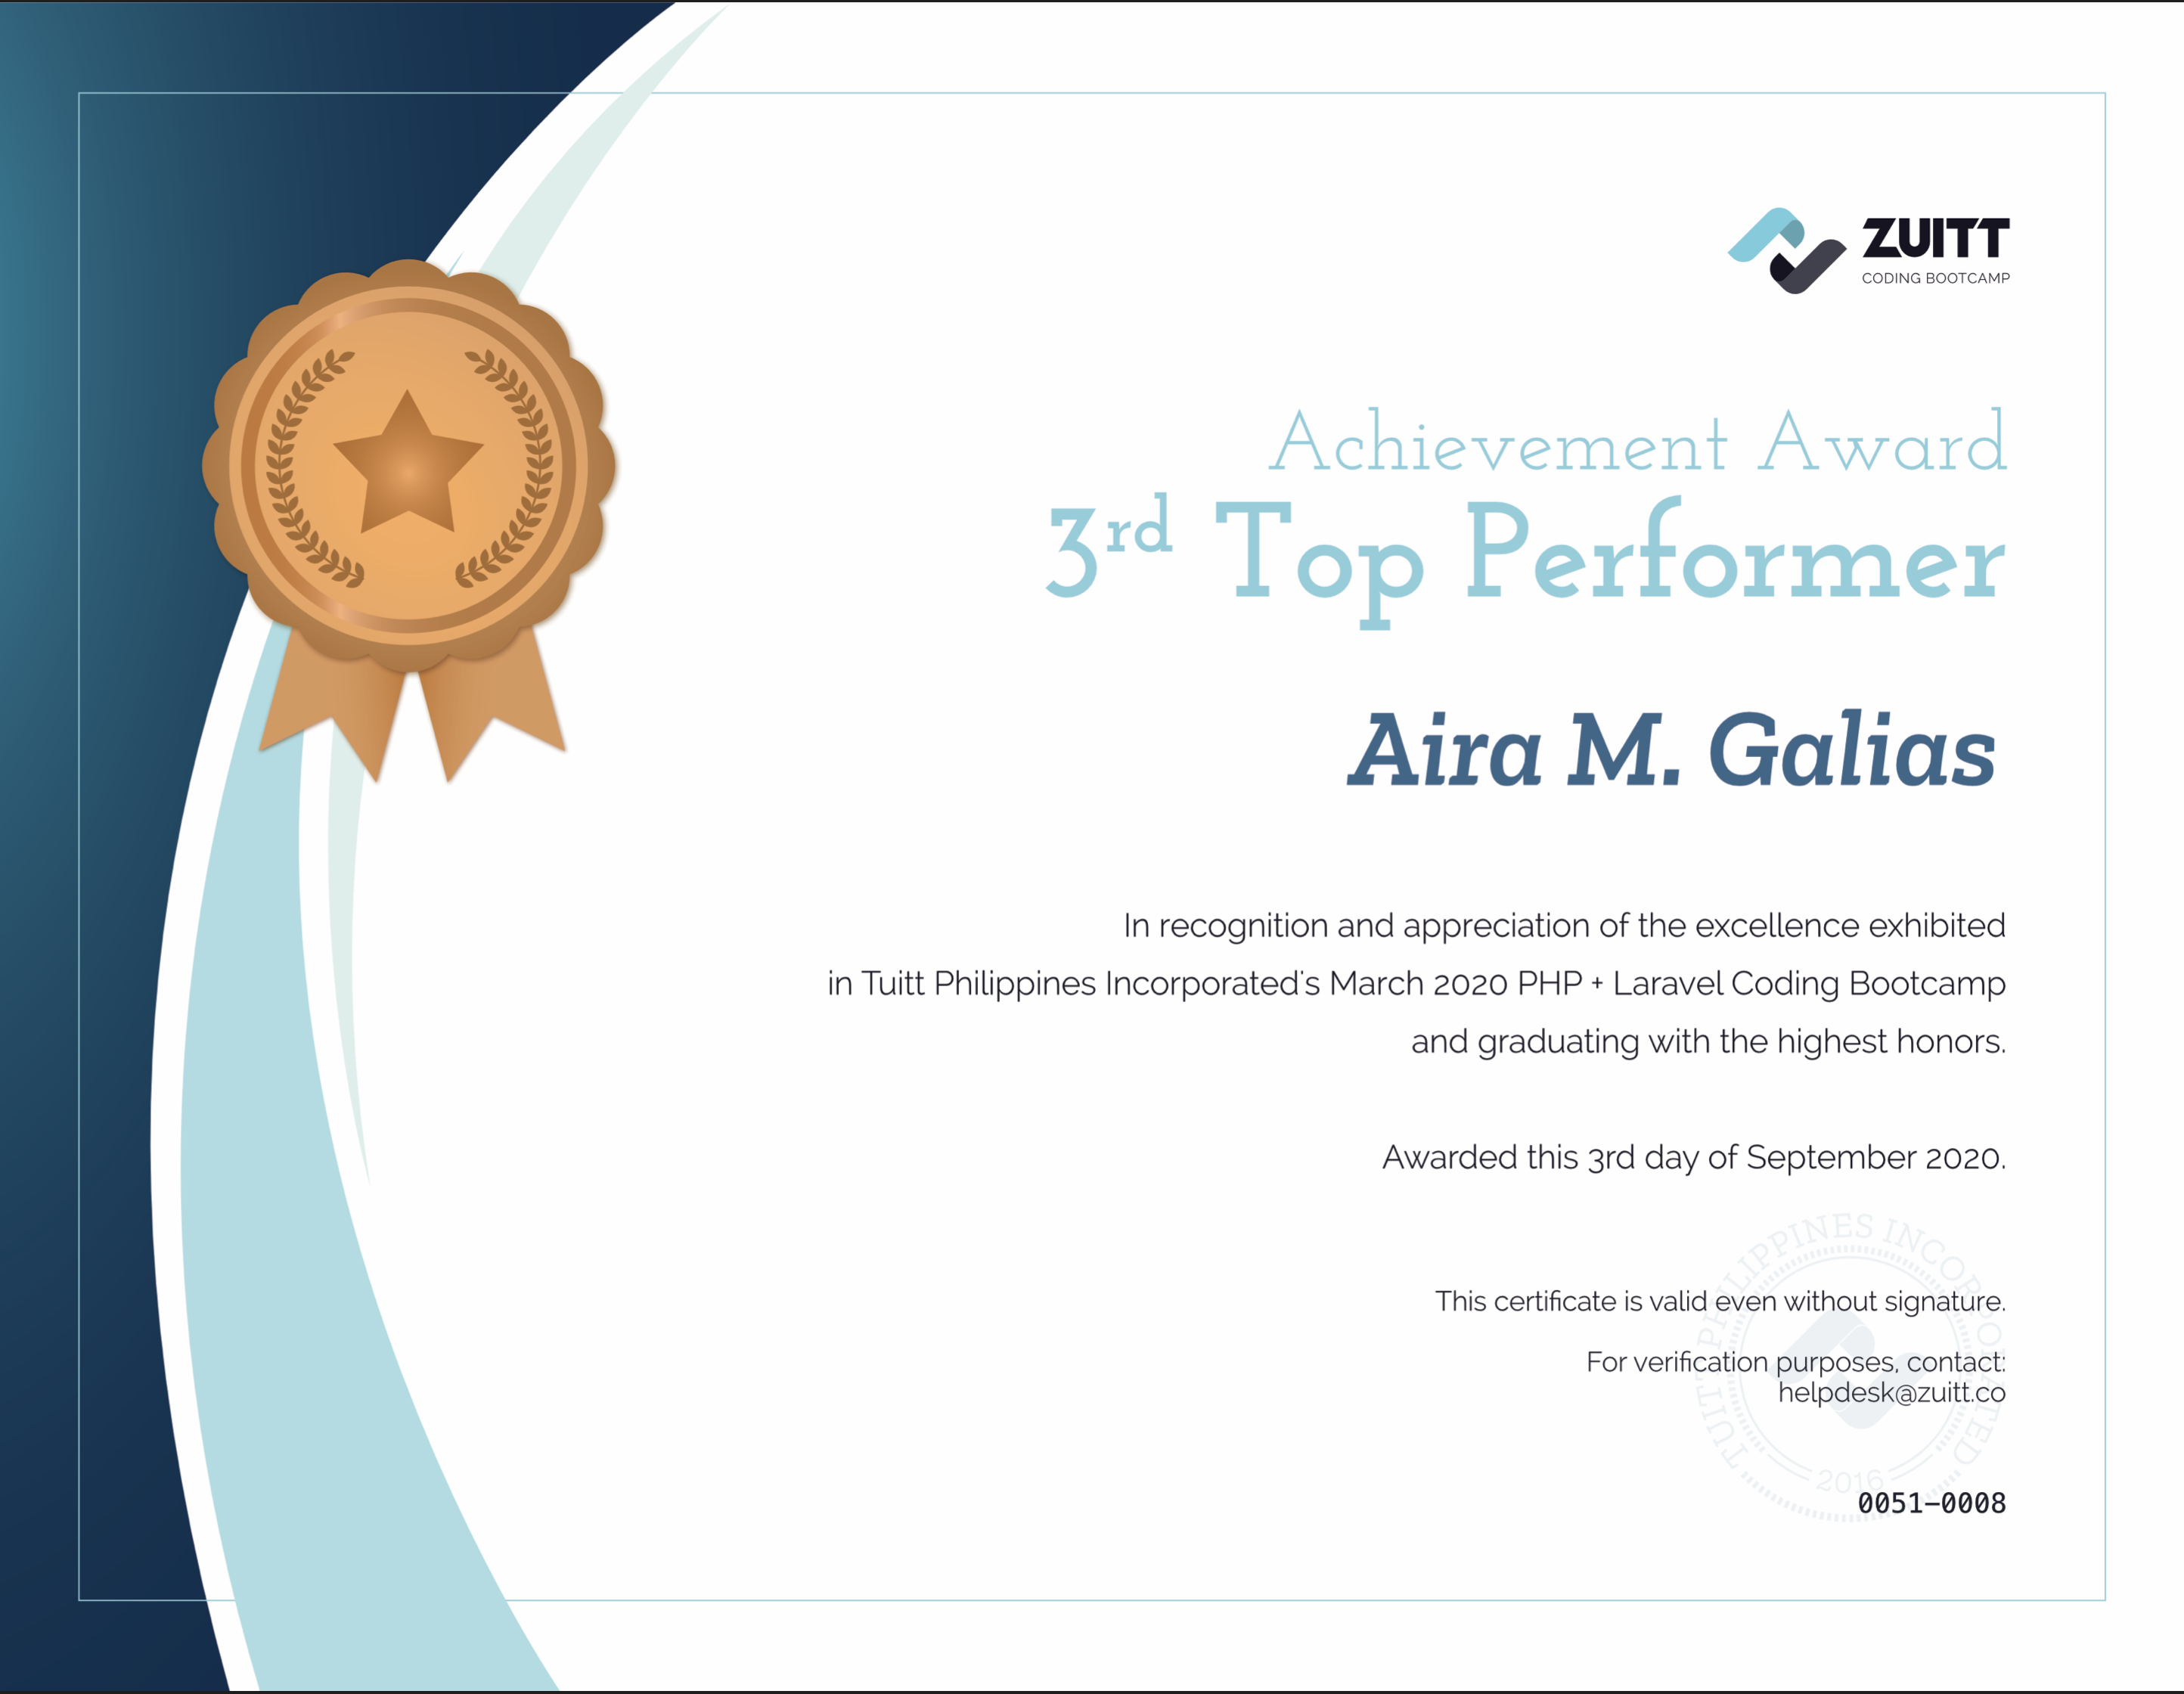 ZUITT
CODING BOOTCAMP
Achievement Award
3rd Top Performer
Aira M. Galias
In recognition and appreciation of the excellence exhibited
in Tuitt Philippines Incorporated's March 2020 PHP + Laravel Coding Bootcamp
and graduating with the highest honors.
Awarded this 3rd day of September 2020.
TUITT PHILIPPINES INCORPORATED
This certificate is valid even without signature.
For verification purposes, contact:
helpdesk@zuitt.co
2016
0051-0008